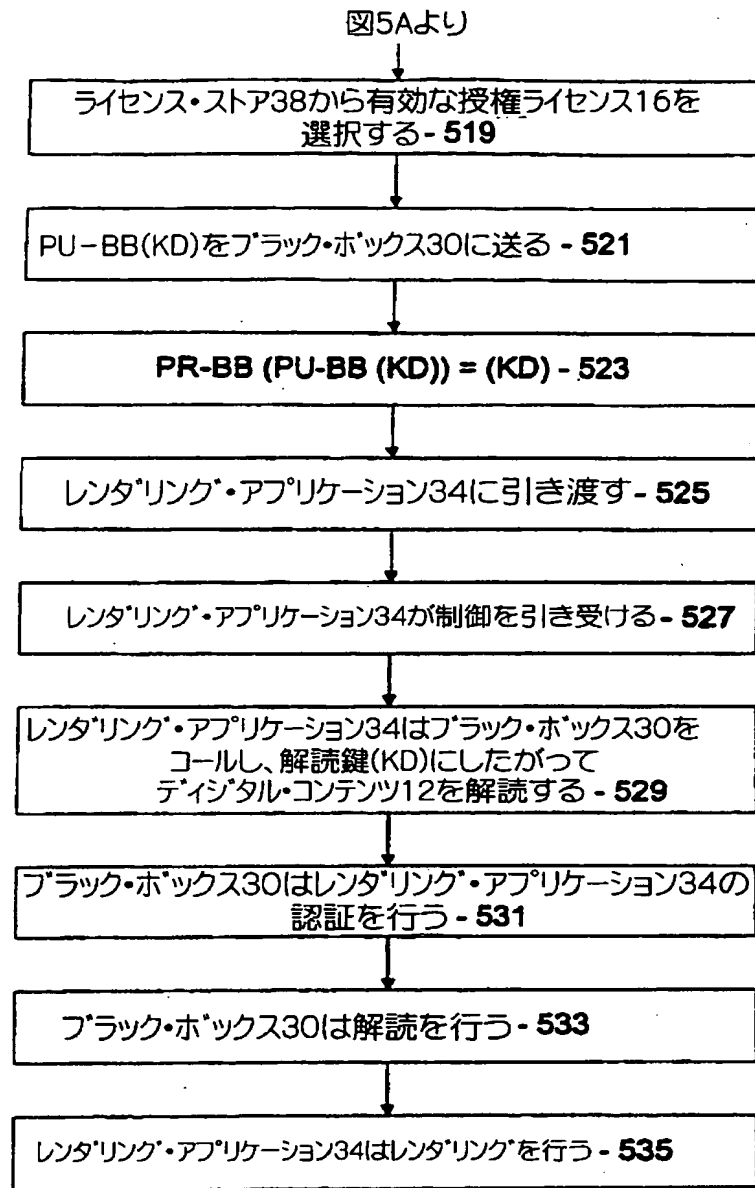 図5Aより
ライセンス・ストア38から有効な授権ライセンス16を
選択する - 519
PU-BB(KD)をブラック・ボックス30に送る - 521
PR-BB (PU-BB (KD)) = (KD) - 523
レンダリング・アプリケーション34に引き渡す - 525
レンダリング・アプリケーション34が制御を引き受ける - 527
レンダリング・アプリケーション34はブラック・ボックス30を
コールし、解読鍵(KD)にしたがって
ディジタル・コンテンツ12を解読する - 529
ブラック・ボックス30はレンダリング・アプリケーション34の
認証を行う - 531
ブラック・ボックス30は解読を行う - 533
レンダリング・アプリケーション34はレンダリングを行う - 535